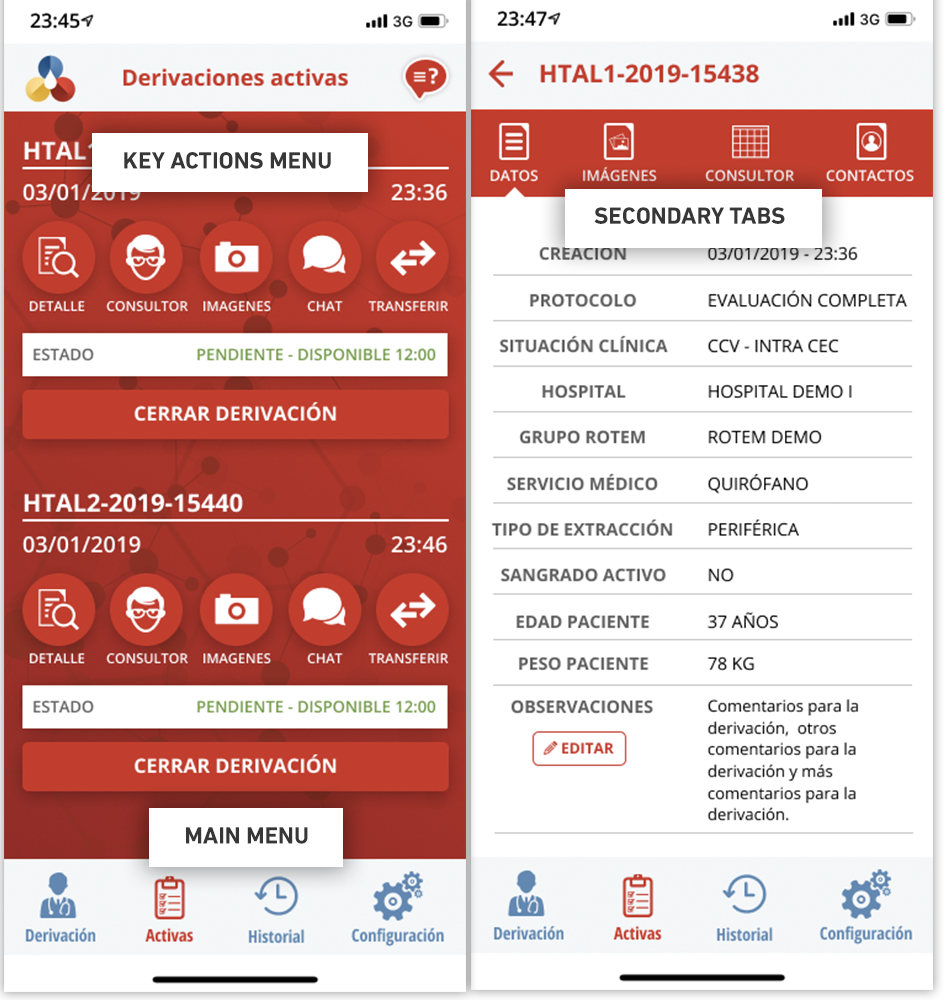 23:45
3G
Derivaciones activas
≡?
HTAL
KEY ACTIONS MENU
03/01/2019
23:36
DETALLE
CONSULTOR
IMAGENES
CHAT
TRANSFERIR
ESTADO
PENDIENTE - DISPONIBLE 12:00
CERRAR DERIVACIÓN
HTAL2-2019-15440
03/01/2019
23:46
DETALLE
CONSULTOR
IMAGENES
CHAT
TRANSFERIR
ESTADO
PENDIENTE - DISPONIBLE 12:00
CERRAR DERIVACIÓN
MAIN MENU
Derivación
Activas
Historial
Configuración
23:47
3G
HTAL1-2019-15438
DATOS
IMÁGENES
CONSULTOR
CONTACTOS
SECONDARY TABS
CREACIÓN 03/01/2019 - 23:36
PROTOCOLO EVALUACIÓN COMPLETA
SITUACIÓN CLÍNICA CCV - INTRA CEC
HOSPITAL HOSPITAL DEMO I
GRUPO ROTEM ROTEM DEMO
SERVICIO MÉDICO QUIRÓFANO
TIPO DE EXTRACCIÓN PERIFÉRICA
SANGRADO ACTIVO NO
EDAD PACIENTE 37 AÑOS
PESO PACIENTE 78 KG
OBSERVACIONES
EDITAR
Comentarios para la
derivación, otros
comentarios para la
derivación y más
comentarios para la
derivación.
Derivación
Activas
Historial
Configuración